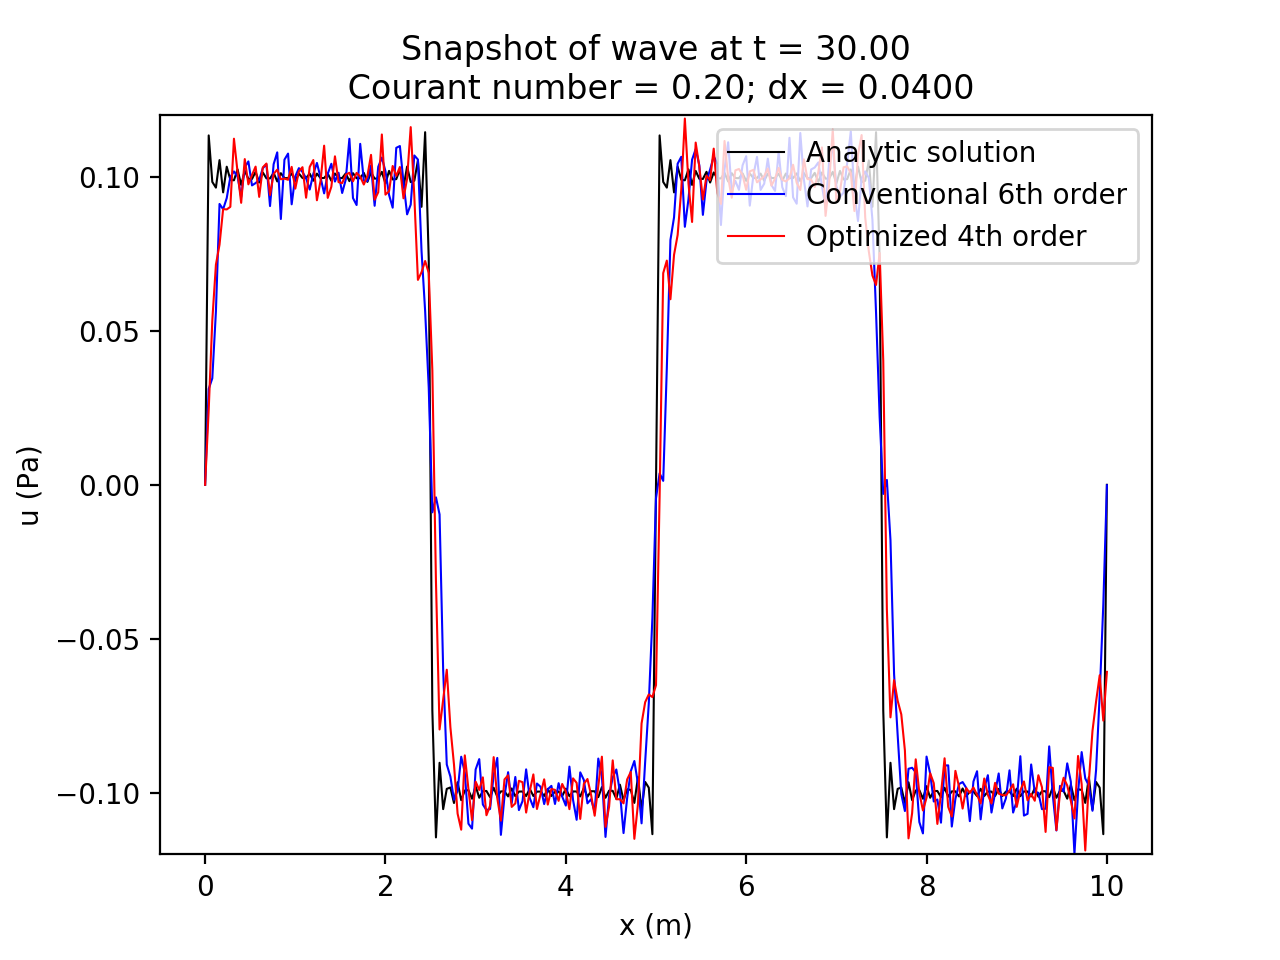 Snapshot of wave at t = 30.00
Courant number = 0.20; dx = 0.0400
Analytic solution
Conventional 6th order
Optimized 4th order
0.10
0.05
0.00
−0.05
−0.10
u (Pa)
0 2 4 6 8 10
x (m)